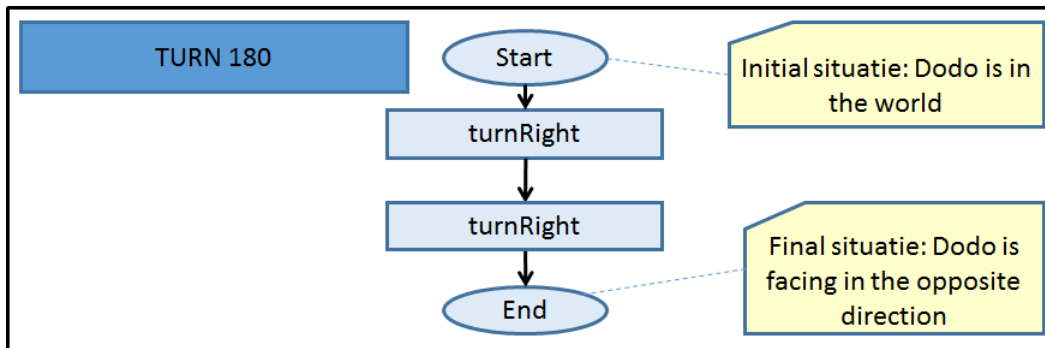 TURN 180
Start
Initial situatie: Dodo is in
the world
turnRight
turnRight
Final situatie: Dodo is
facing in the opposite
direction
End